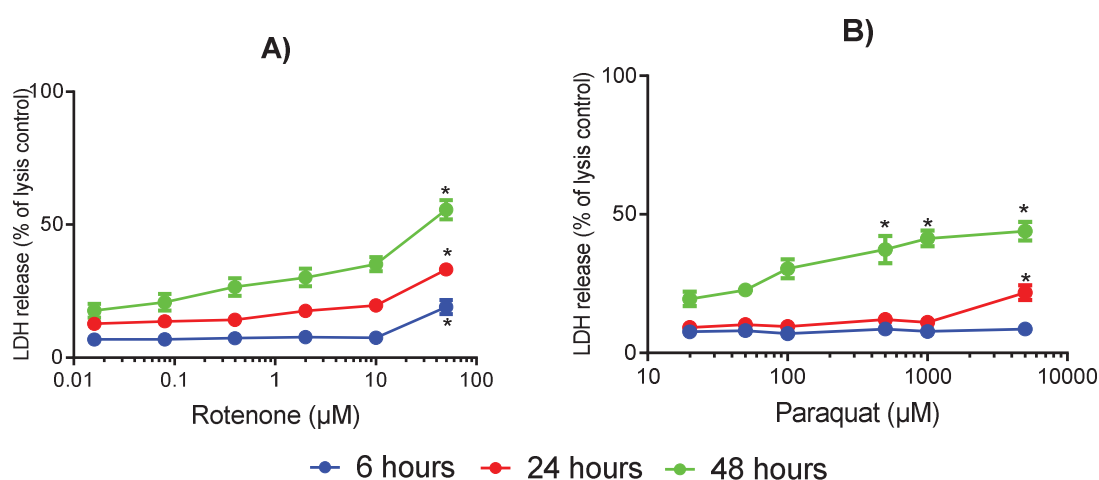 A)
LDH release (% of lysis control)
100
50
0
0.01 0.1 1 10 100
Rotenone (µM)
* * *
B)
LDH release (% of lysis control)
100
50
0
10 100 1000 10000
Paraquat (µM)
* * * *
6 hours 24 hours 48 hours